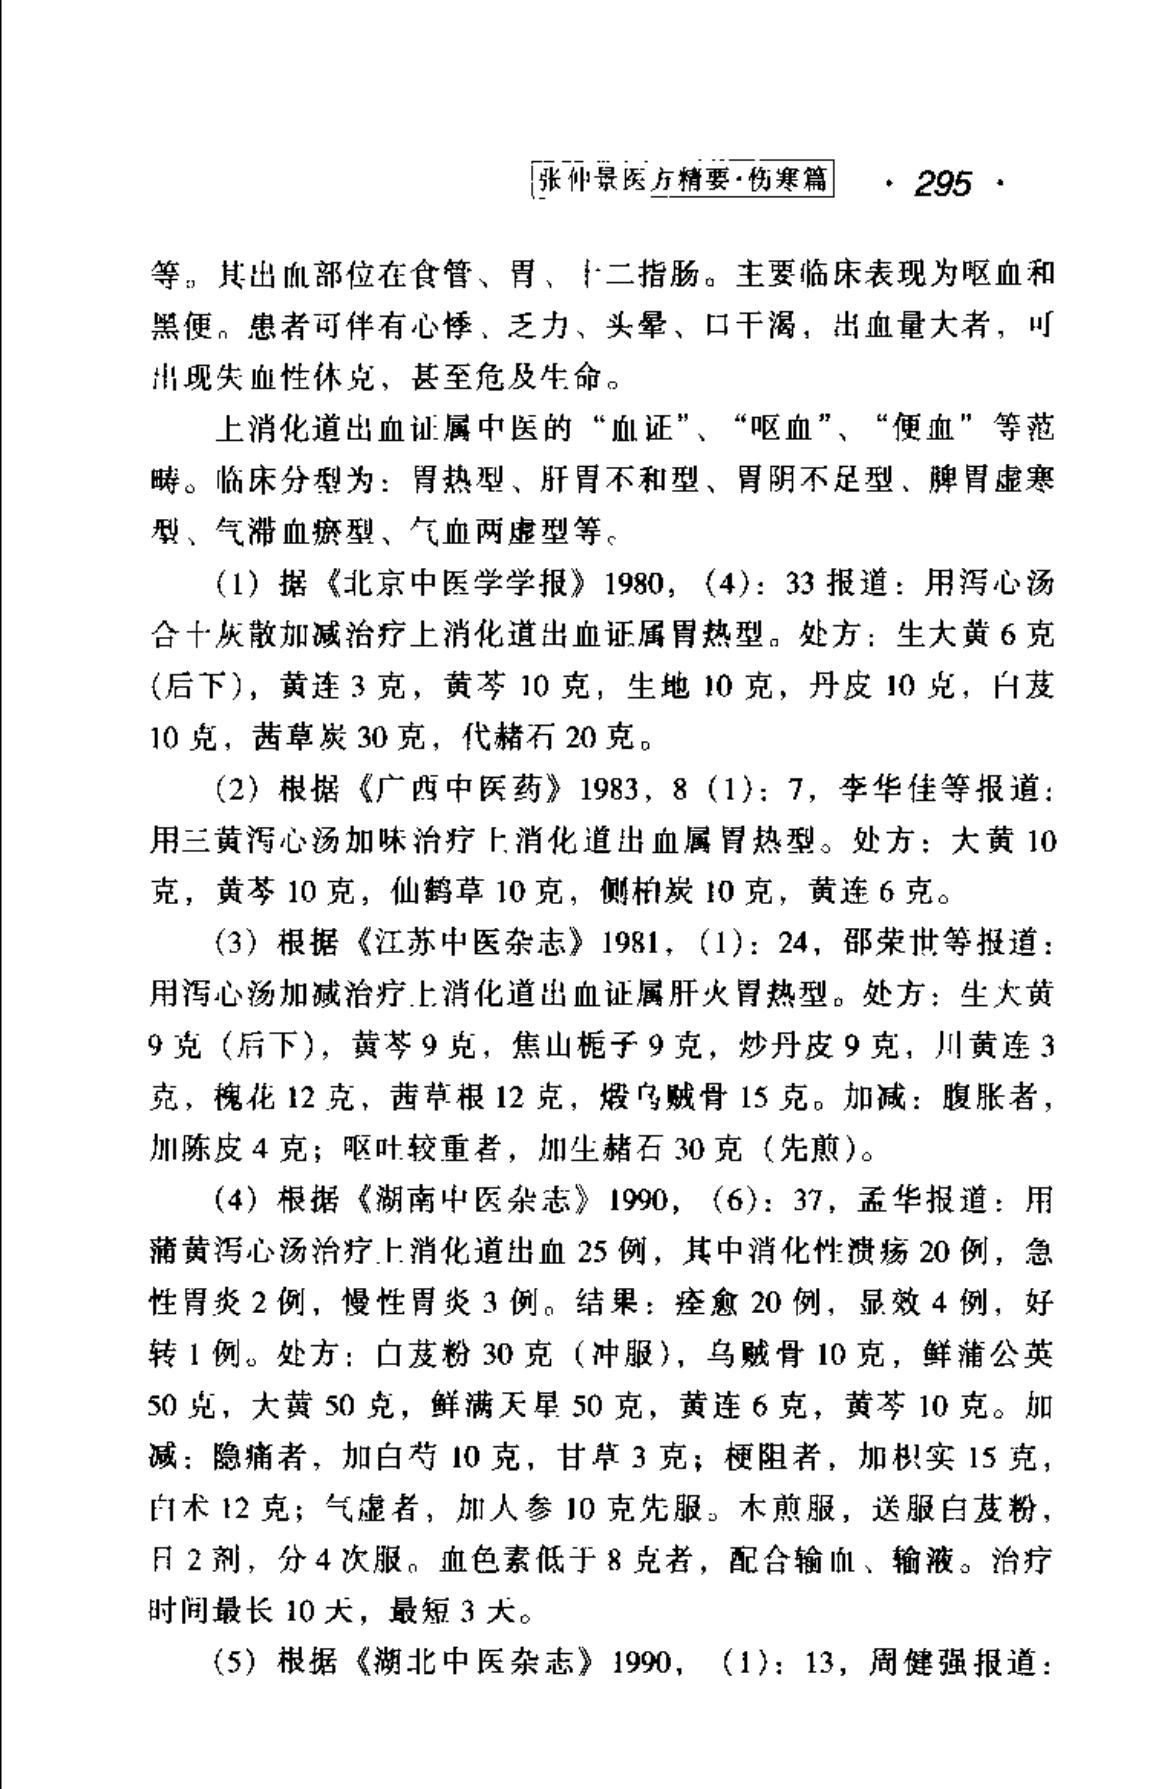 张仲景医方精要·伤寒篇 · 295 ·
等。其出血部位在食管、胃、十二指肠。主要临床表现为呕血和
黑便。患者可伴有心悸、乏力、头晕、口干渴，出血量大者，可
出现失血性休克，甚至危及生命。
上消化道出血证属中医的“血证”、“呕血”、“便血”等范
畴。临床分型为：胃热型、肝胃不和型、胃阴不足型、脾胃虚寒
型、气滞血瘀型、气血两虚型等。
(1) 据《北京中医学学报》1980，(4)：33 报道：用泻心汤
合十灰散加减治疗上消化道出血证属胃热型。处方：生大黄 6 克
(后下)，黄连 3 克，黄芩 10 克，生地 10 克，丹皮 10 克，白芨
10 克，茜草炭 30 克，代赭石 20 克。
(2) 根据《广西中医药》1983，8 (1)：7，李华佳等报道：
用三黄泻心汤加味治疗上消化道出血属胃热型。处方：大黄 10
克，黄芩 10 克，仙鹤草 10 克，侧柏炭 10 克，黄连 6 克。
(3) 根据《江苏中医杂志》1981，(1)：24，邵荣世等报道：
用泻心汤加减治疗上消化道出血证属肝火胃热型。处方：生大黄
9 克 (后下)，黄芩 9 克，焦山栀子 9 克，炒丹皮 9 克，川黄连 3
克，槐花 12 克，茜草根 12 克，煅乌贼骨 15 克。加减：腹胀者，
加陈皮 4 克；呕吐较重者，加生赭石 30 克 (先煎)。
(4) 根据《湖南中医杂志》1990，(6)：37，孟华报道：用
蒲黄泻心汤治疗上消化道出血 25 例，其中消化性溃疡 20 例，急
性胃炎 2 例，慢性胃炎 3 例。结果：痊愈 20 例，显效 4 例，好
转 1 例。处方：白芨粉 30 克 (冲服)，乌贼骨 10 克，鲜蒲公英
50 克，大黄 50 克，鲜满天星 50 克，黄连 6 克，黄芩 10 克。加
减：隐痛者，加白芍 10 克，甘草 3 克；梗阻者，加枳实 15 克，
白术 12 克；气虚者，加人参 10 克先服。木煎服，送服白芨粉，
日 2 剂，分 4 次服。血色素低于 8 克者，配合输血、输液。治疗
时间最长 10 天，最短 3 天。
(5) 根据《湖北中医杂志》1990，(1)：13，周健强报道：